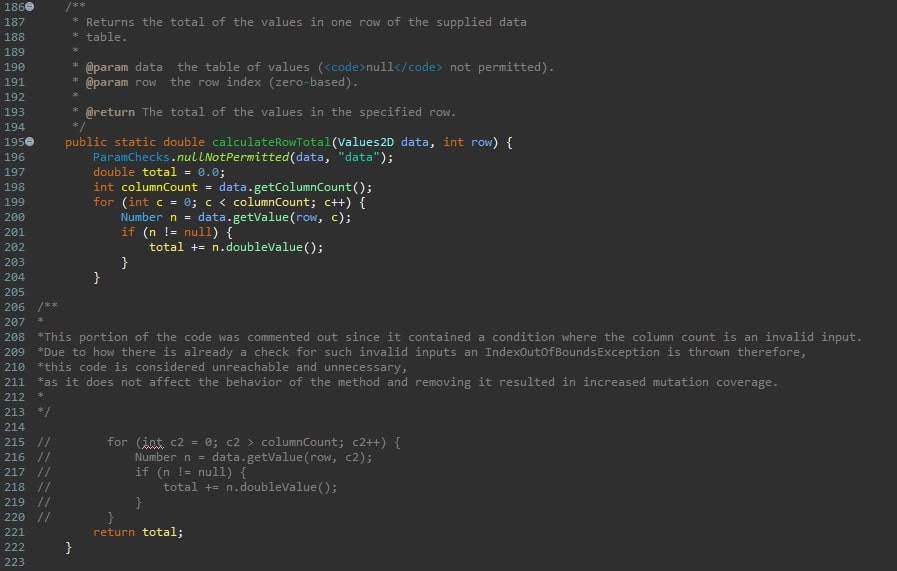 186 /**
187 * Returns the total of the values in one row of the supplied data
188 * table.
189 *
190 * @param data  the table of values (<code>null</code> not permitted).
191 * @param row  the row index (zero-based).
192 *
193 * @return The total of the values in the specified row.
194 */
195 public static double calculateRowTotal(Values2D data, int row) {
196 ParamChecks.nullNotPermitted(data, "data");
197 double total = 0.0;
198 int columnCount = data.getColumnCount();
199 for (int c = 0; c < columnCount; c++) {
200 Number n = data.getValue(row, c);
201 if (n != null) {
202 total += n.doubleValue();
203 }
204 }
205
206 /**
207 *
208 *This portion of the code was commented out since it contained a condition where the column count is an invalid input.
209 *Due to how there is already a check for such invalid inputs an IndexOutOfBoundsException is thrown therefore,
210 *this code is considered unreachable and unnecessary,
211 *as it does not affect the behavior of the method and removing it resulted in increased mutation coverage.
212 *
213 */
214
215 // for (int c2 = 0; c2 > columnCount; c2++) {
216 // Number n = data.getValue(row, c2);
217 // if (n != null) {
218 // total += n.doubleValue();
219 // }
220 // }
221 return total;
222 }
223